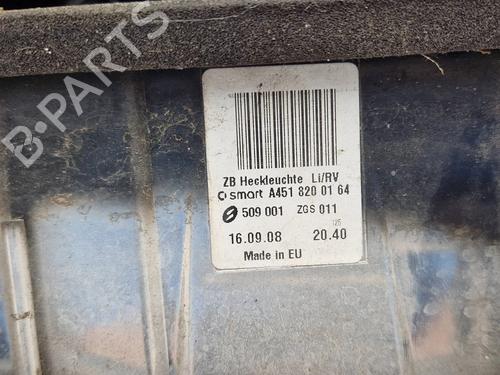 B-Parts
ZB Heckleuchte Li/RV
smart A451 820 01 64
509 001 ZGS 011
125
16.09.08 20.40
Made in EU